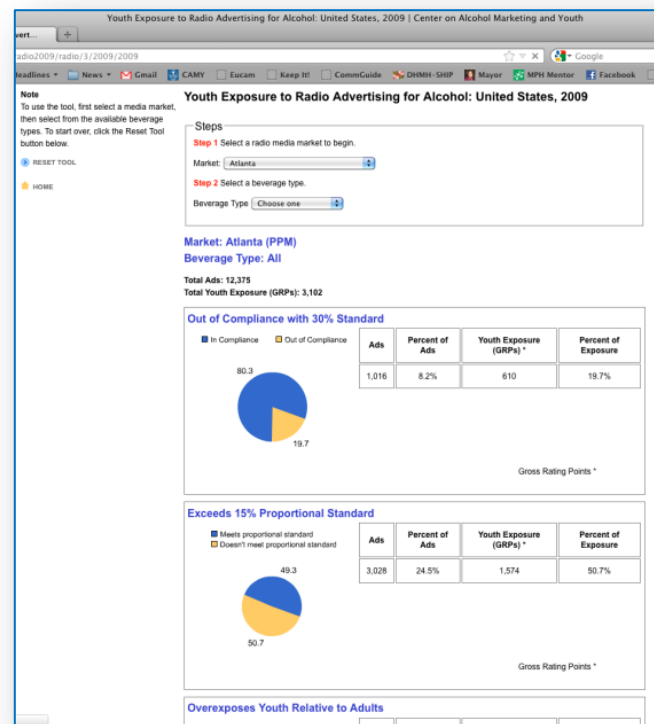 Youth Exposure to Radio Advertising for Alcohol: United States, 2009 | Center on Alcohol Marketing and Youth
vert...
adio2009/radio/3/2009/2009
Google
Headlines
News
Gmail
CAMY
Eucam
Keep It!
CommGuide
DHMH-SHIP
Mayor
MPH Mentor
Facebook
Note
To use the tool, first select a media market,
then select from the available beverage
types. To start over, click the Reset Tool
button below.
RESET TOOL
HOME
Youth Exposure to Radio Advertising for Alcohol: United States, 2009
Steps
Step 1 Select a radio media market to begin.
Market: Atlanta
Step 2 Select a beverage type.
Beverage Type Choose one
Market: Atlanta (PPM)
Beverage Type: All
Total Ads: 12,375
Total Youth Exposure (GRPs): 3,102
Out of Compliance with 30% Standard
In Compliance Out of Compliance
80.3
19.7
Ads Percent of Ads Youth Exposure (GRPs) * Percent of Exposure
1,016 8.2% 610 19.7%
Gross Rating Points *
Exceeds 15% Proportional Standard
Meets proportional standard
Doesn't meet proportional standard
49.3
50.7
Ads Percent of Ads Youth Exposure (GRPs) * Percent of Exposure
3,028 24.5% 1,574 50.7%
Gross Rating Points *
Overexposes Youth Relative to Adults